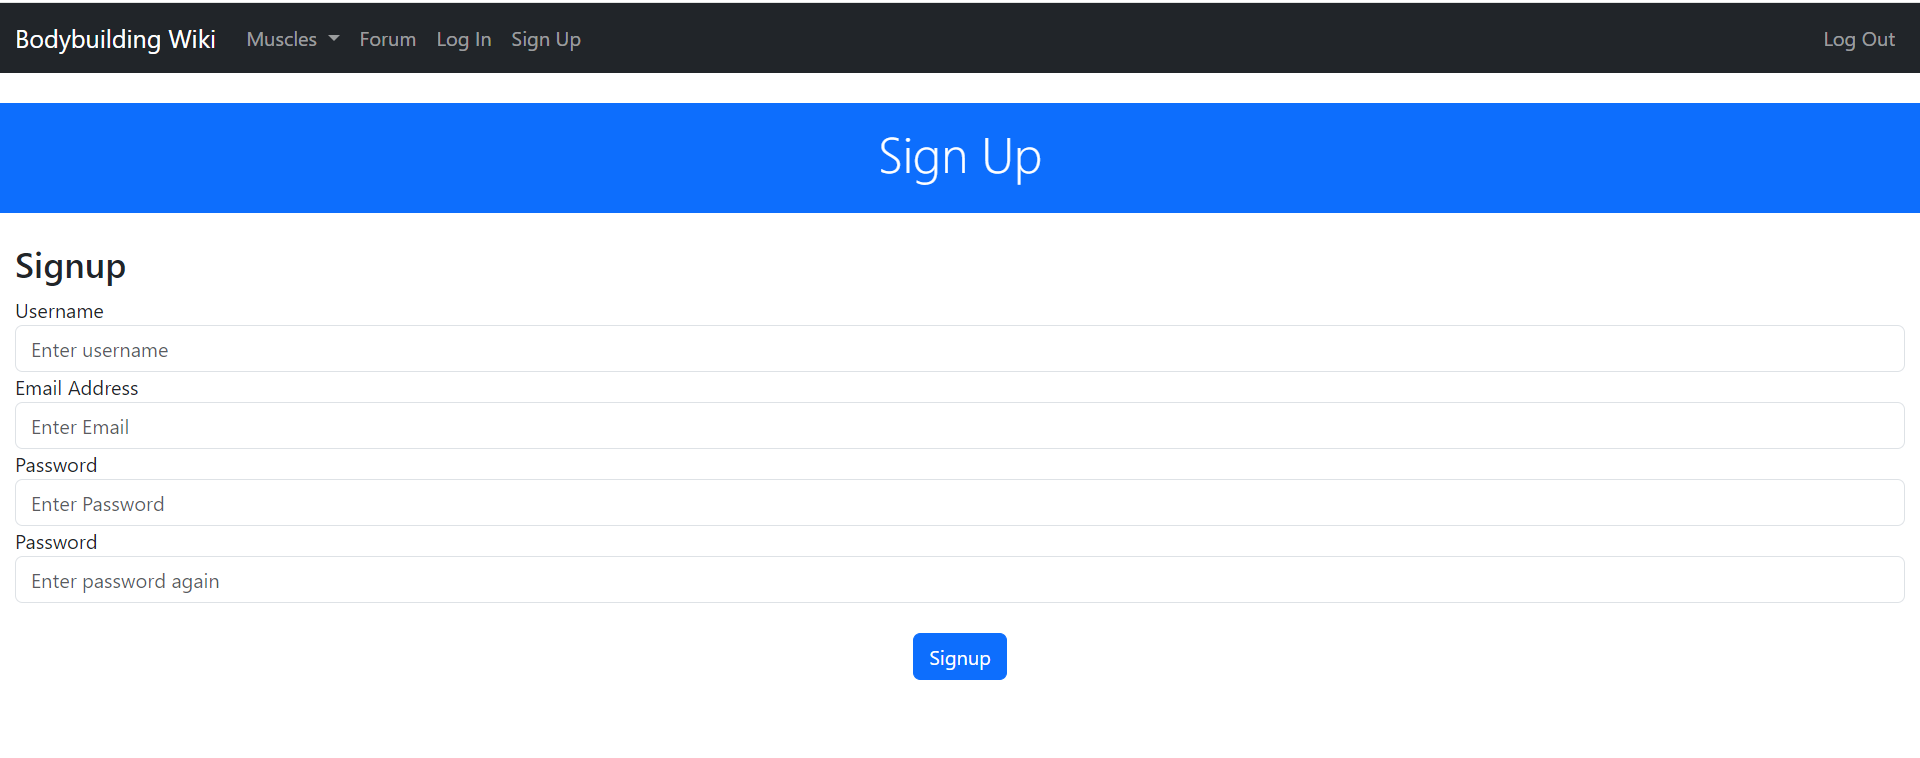 Bodybuilding Wiki Muscles Forum Log In Sign Up Log Out
Sign Up
Signup
Username
Enter username
Email Address
Enter Email
Password
Enter Password
Password
Enter password again
Signup